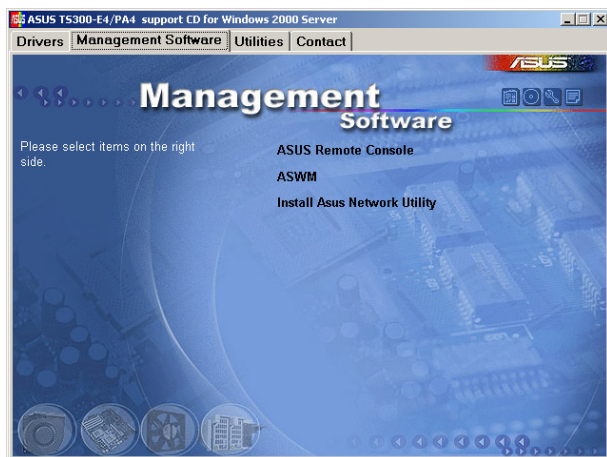 ASUS TS300-E4/PA4 support CD for Windows 2000 Server
Drivers Management Software Utilities Contact
ASUS
Management
Software
Please select items on the right
side.
ASUS Remote Console
ASWM
Install Asus Network Utility